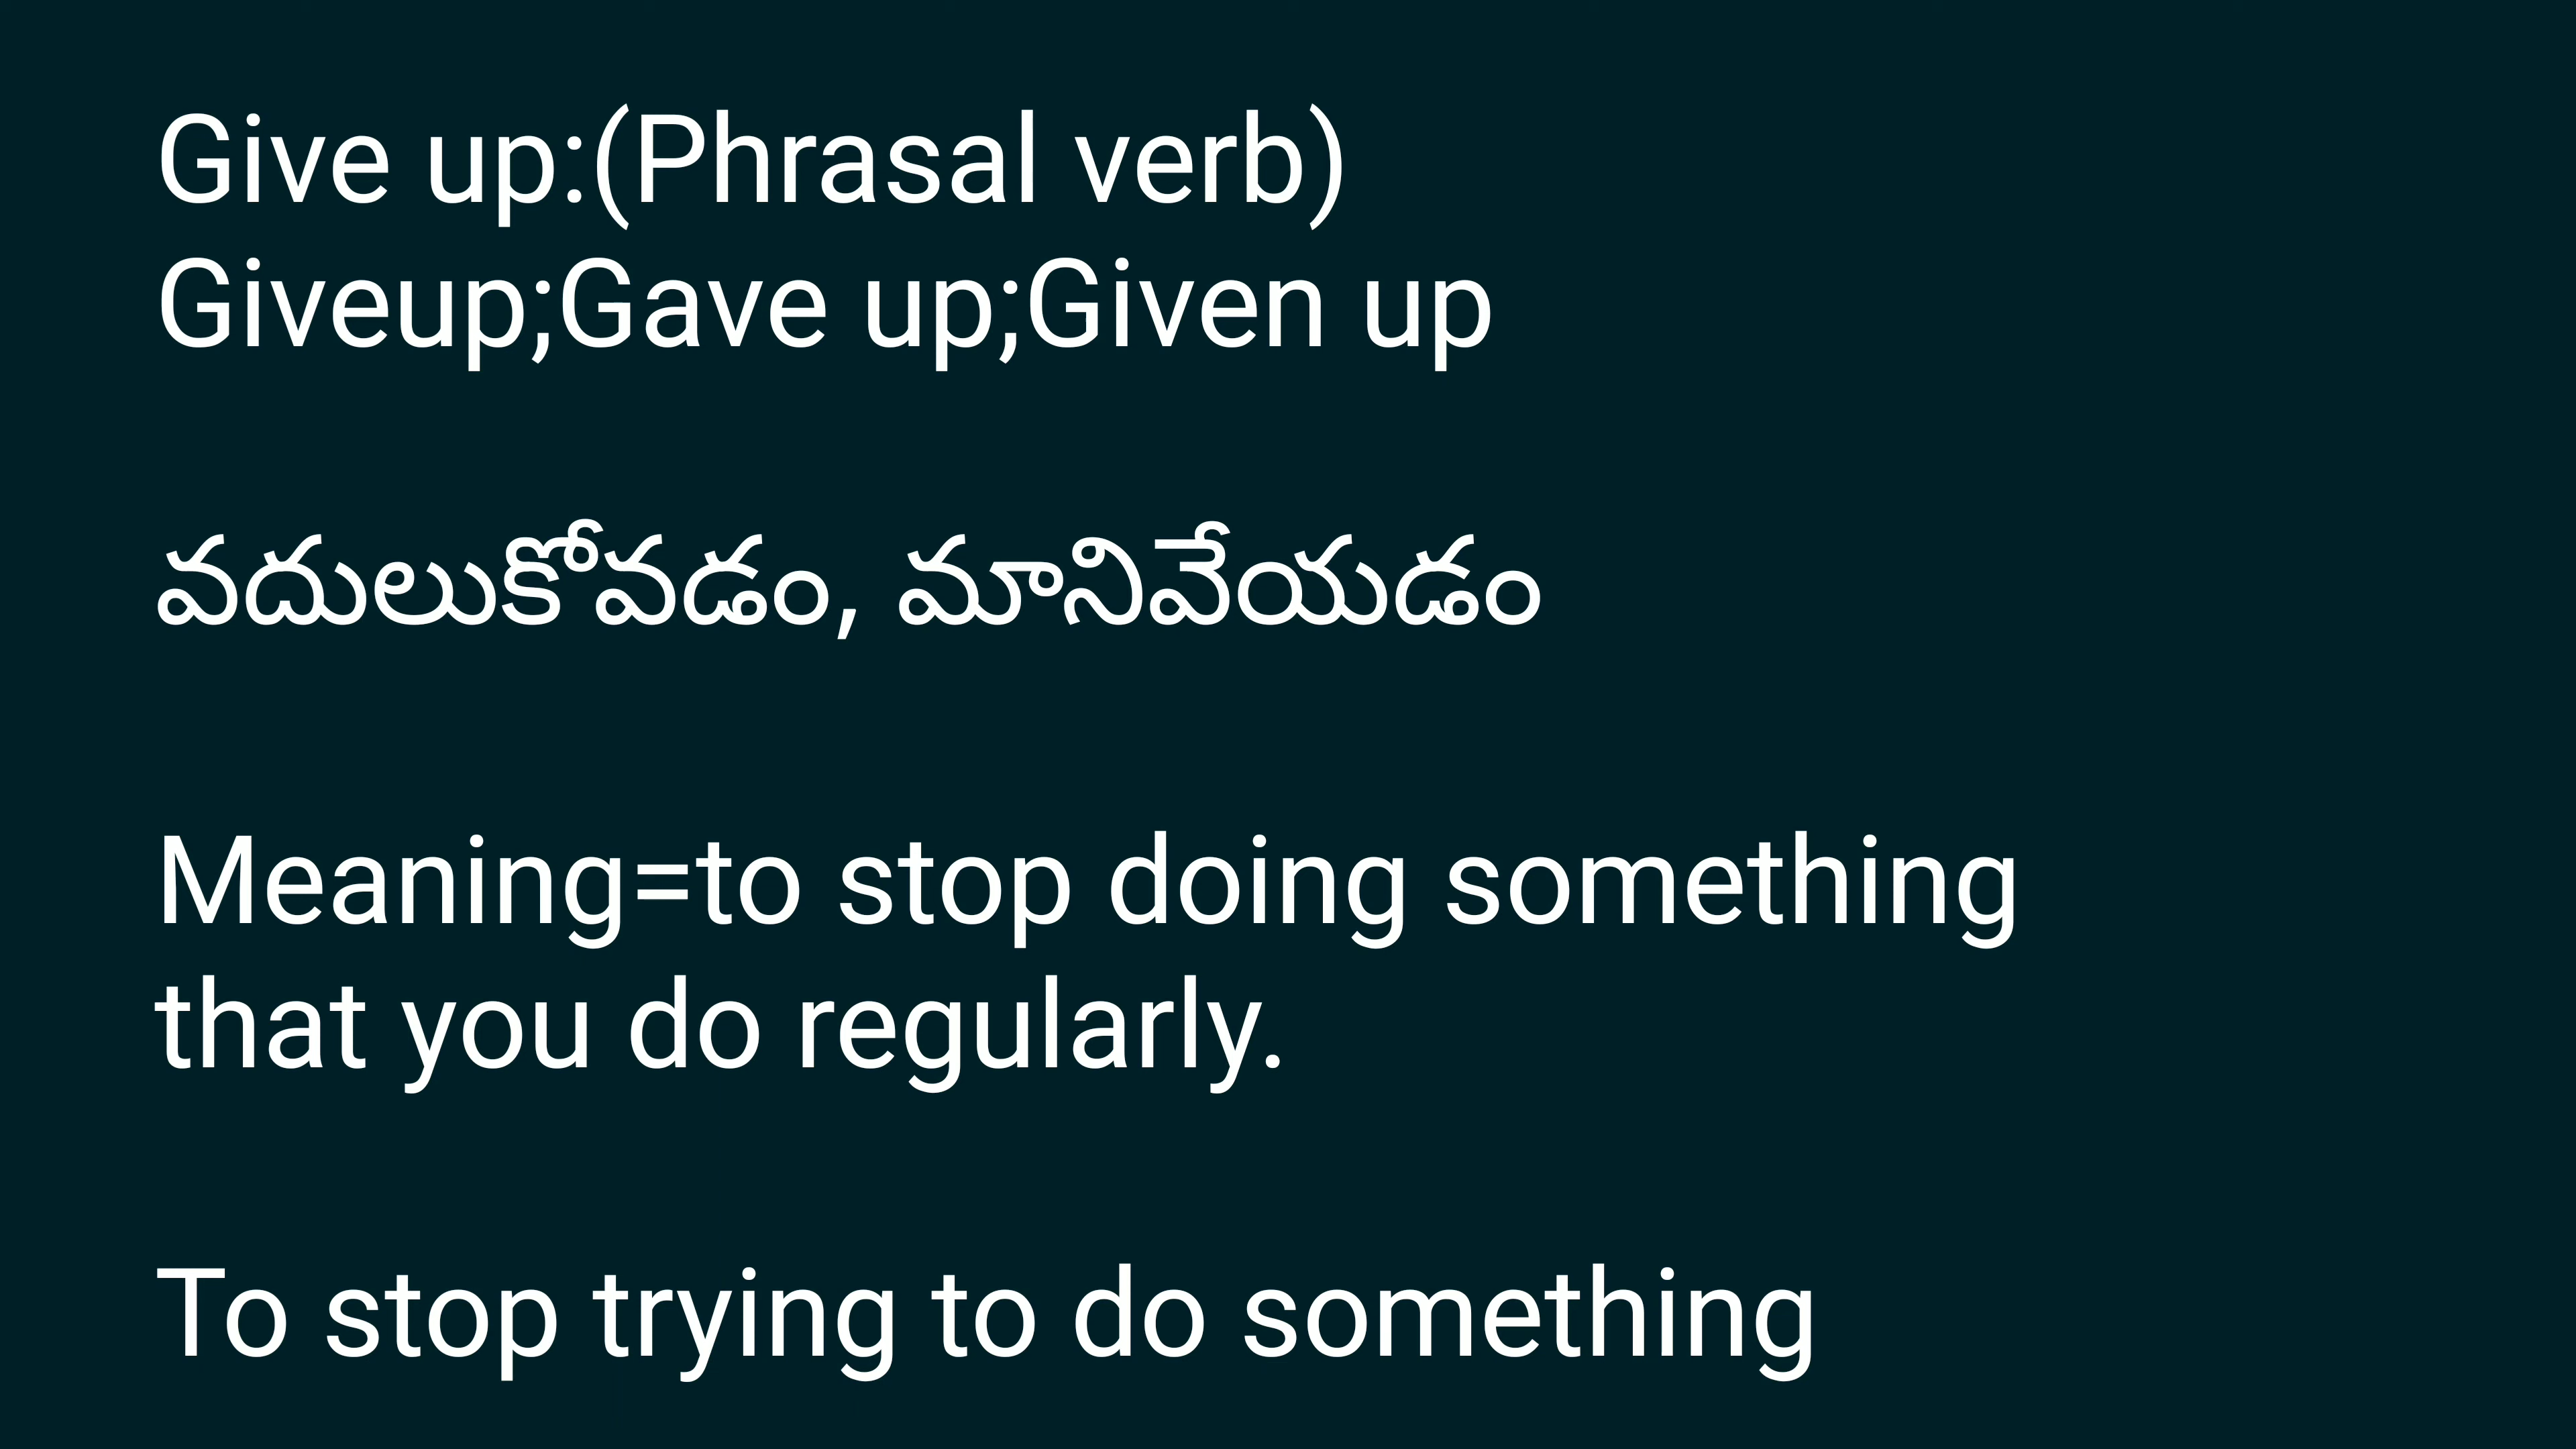 Give up:(Phrasal verb)
Giveup;Gave up;Given up
వదులుకోవడం, మానివేయడం
Meaning=to stop doing something
that you do regularly.
To stop trying to do something